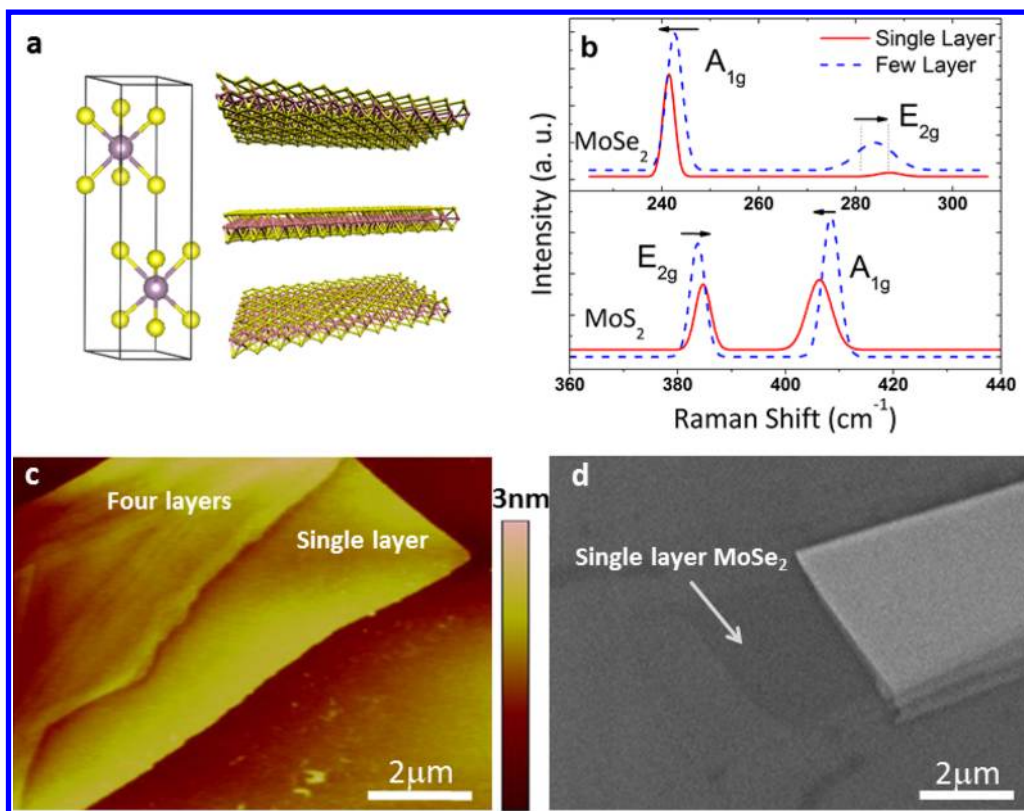 a
b
Single Layer
Few Layer
A₁g
E₂g
MoSe₂
240 260 280 300
E₂g
A₁g
MoS₂
Intensity (a. u.)
360 380 400 420 440
Raman Shift (cm⁻¹)
c
Four layers
Single layer
2μm
3nm
d
Single layer MoSe₂
2μm